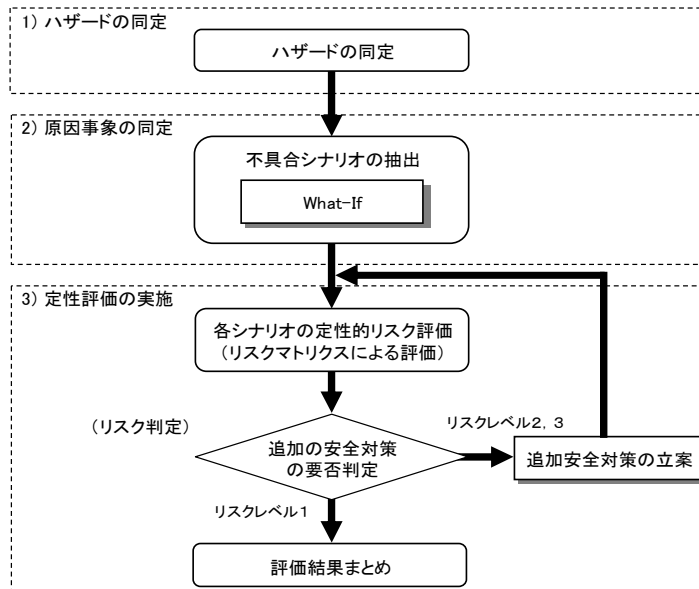 1) ハザードの同定
ハザードの同定
2) 原因事象の同定
不具合シナリオの抽出
What-If
3) 定性評価の実施
各シナリオの定性的リスク評価
(リスクマトリクスによる評価)
(リスク判定)
追加の安全対策
の要否判定
リスクレベル2, 3
追加安全対策の立案
リスクレベル1
評価結果まとめ